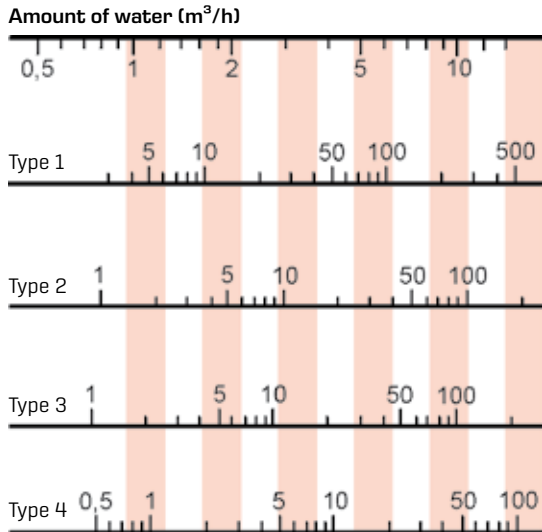 Amount of water (m³/h)
0,5 1 2 5 10
5 10 50 100 500
Type 1
1 5 10 50 100
Type 2
1 5 10 50 100
Type 3
0,5 1 5 10 50 100
Type 4